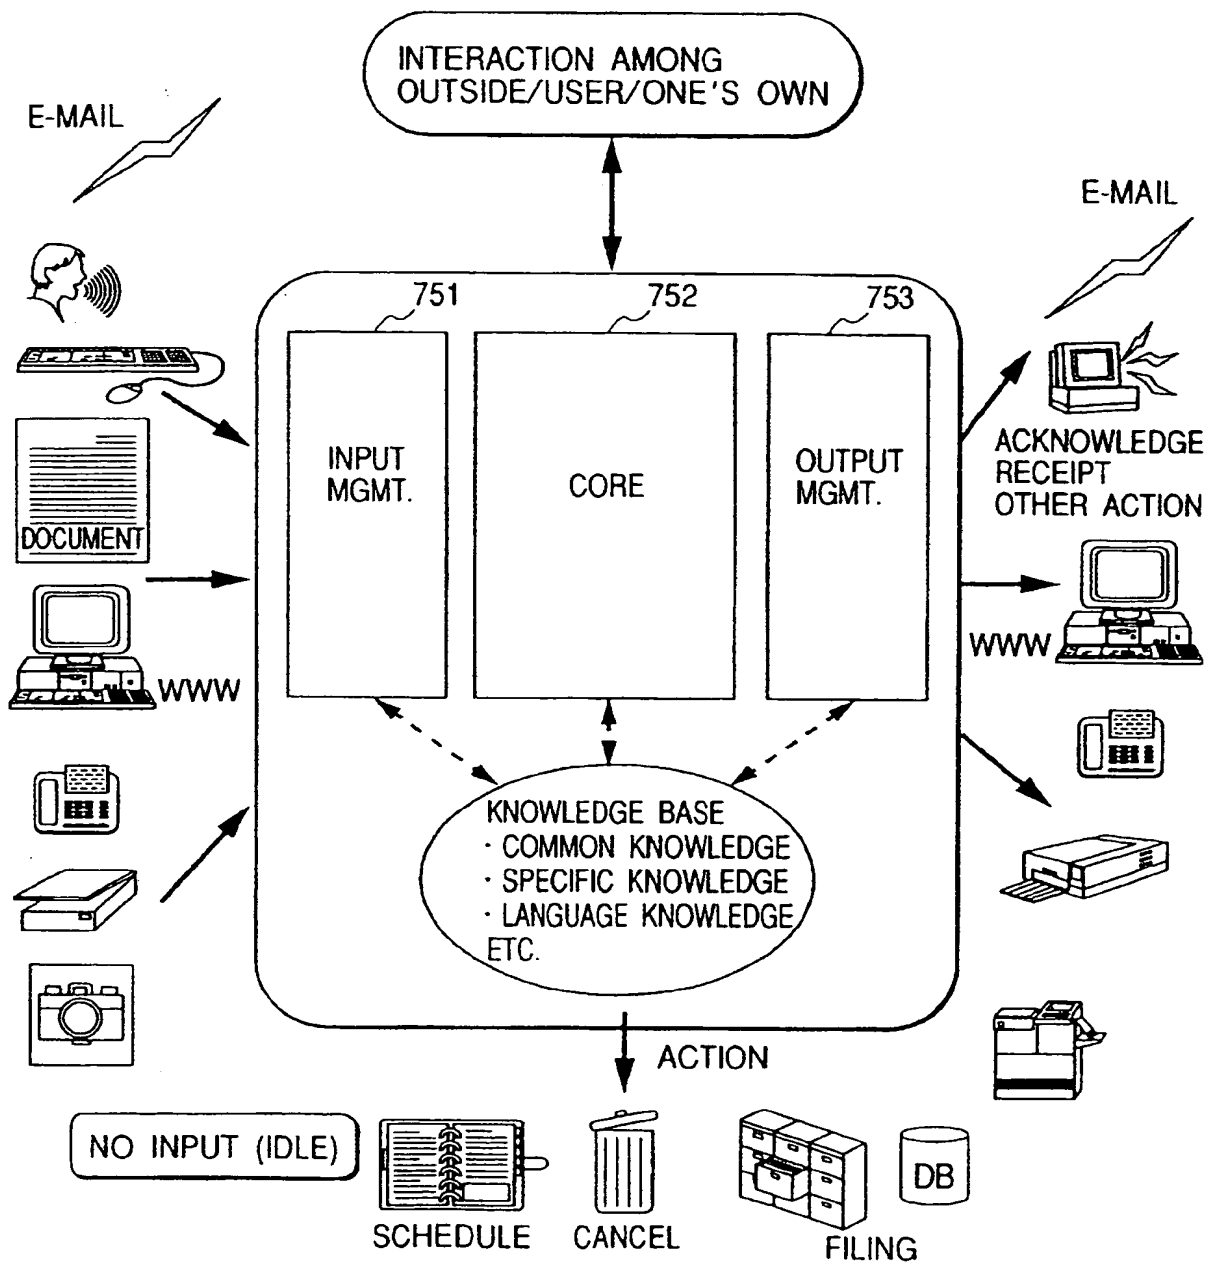 INTERACTION AMONG
OUTSIDE/USER/ONE'S OWN
E-MAIL
E-MAIL
751
752
753
INPUT
MGMT.
CORE
OUTPUT
MGMT.
DOCUMENT
WWW
ACKNOWLEDGE
RECEIPT
OTHER ACTION
WWW
KNOWLEDGE BASE
· COMMON KNOWLEDGE
· SPECIFIC KNOWLEDGE
· LANGUAGE KNOWLEDGE
ETC.
ACTION
NO INPUT (IDLE)
SCHEDULE
CANCEL
FILING
DB